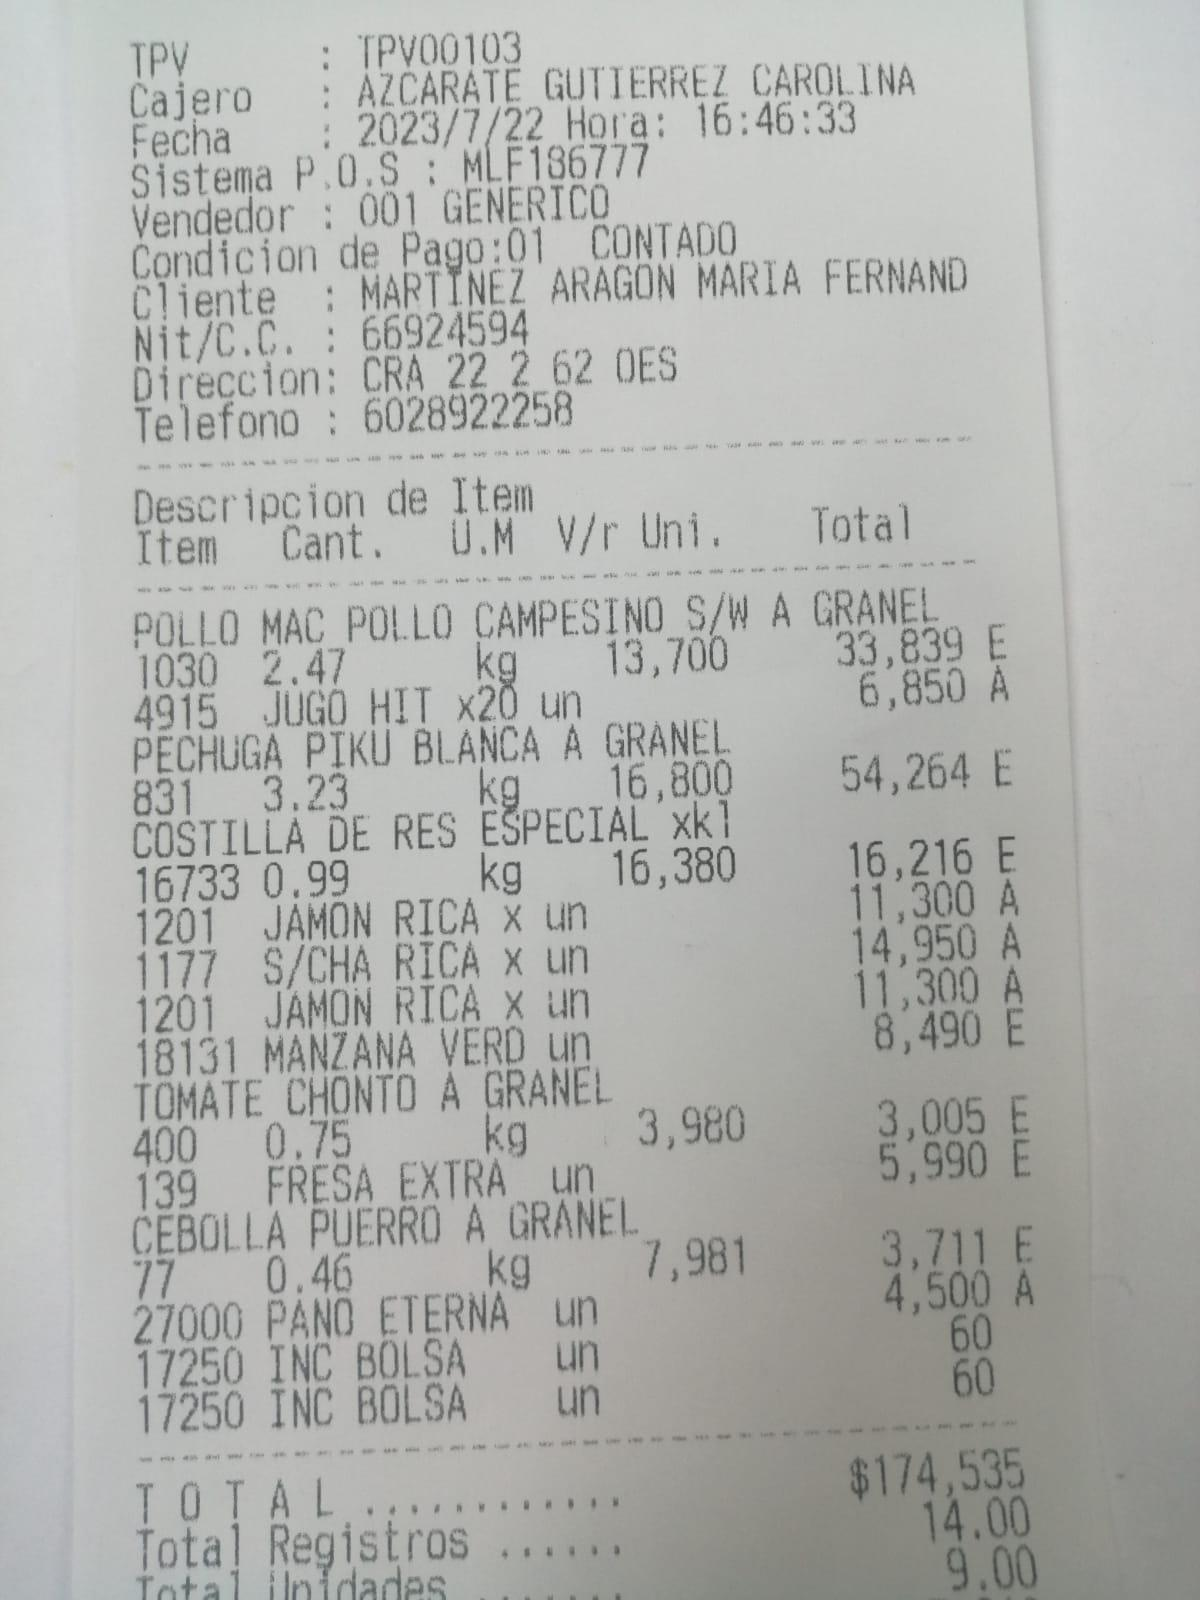 TPV : TPV00103
Cajero : AZCARATE GUTIERREZ CAROLINA
Fecha : 2023/7/22 Hora: 16:46:33
Sistema P.O.S : MLF186777
Vendedor : 001 GENERICO
Condicion de Pago:01 CONTADO
Cliente : MARTINEZ ARAGON MARIA FERNAND
Nit/C.C. : 66924594
Direccion: CRA 22 2 62 OES
Telefono : 6028922258
Descripcion de Item
Item Cant. U.M V/r Uni. Total
POLLO MAC POLLO CAMPESINO S/W A GRANEL
1030 2.47 kg 13,700 33,839 E
4915 JUGO HIT x20 un 6,850 A
PECHUGA PIKU BLANCA A GRANEL
831 3.23 kg 16,800 54,264 E
COSTILLA DE RES ESPECIAL xkl
16733 0.99 kg 16,380 16,216 E
1201 JAMON RICA x un 11,300 A
1177 S/CHA RICA x un 14,950 A
1201 JAMON RICA x un 11,300 A
18131 MANZANA VERD un 8,490 E
TOMATE CHONTO A GRANEL
400 0.75 kg 3,980 3,005 E
139 FRESA EXTRA un 5,990 E
CEBOLLA PUERRO A GRANEL
77 0.46 kg 7,981 3,711 E
27000 PANO ETERNA un 4,500 A
17250 INC BOLSA un 60
17250 INC BOLSA un 60
T O T A L ............ $174,535
Total Registros ...... 14.00
Total Unidades ....... 9.00